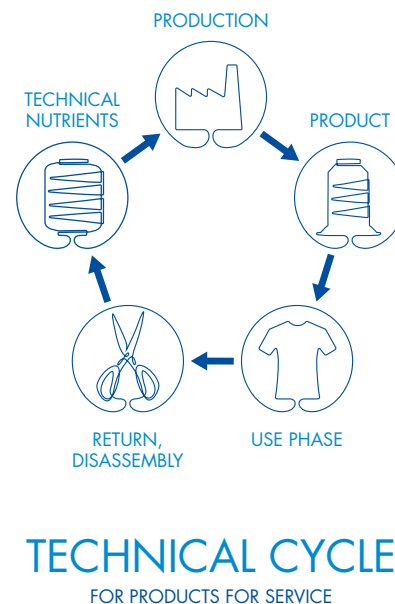 PRODUCTION
TECHNICAL
NUTRIENTS
PRODUCT
RETURN,
DISASSEMBLY
USE PHASE
TECHNICAL CYCLE
FOR PRODUCTS FOR SERVICE